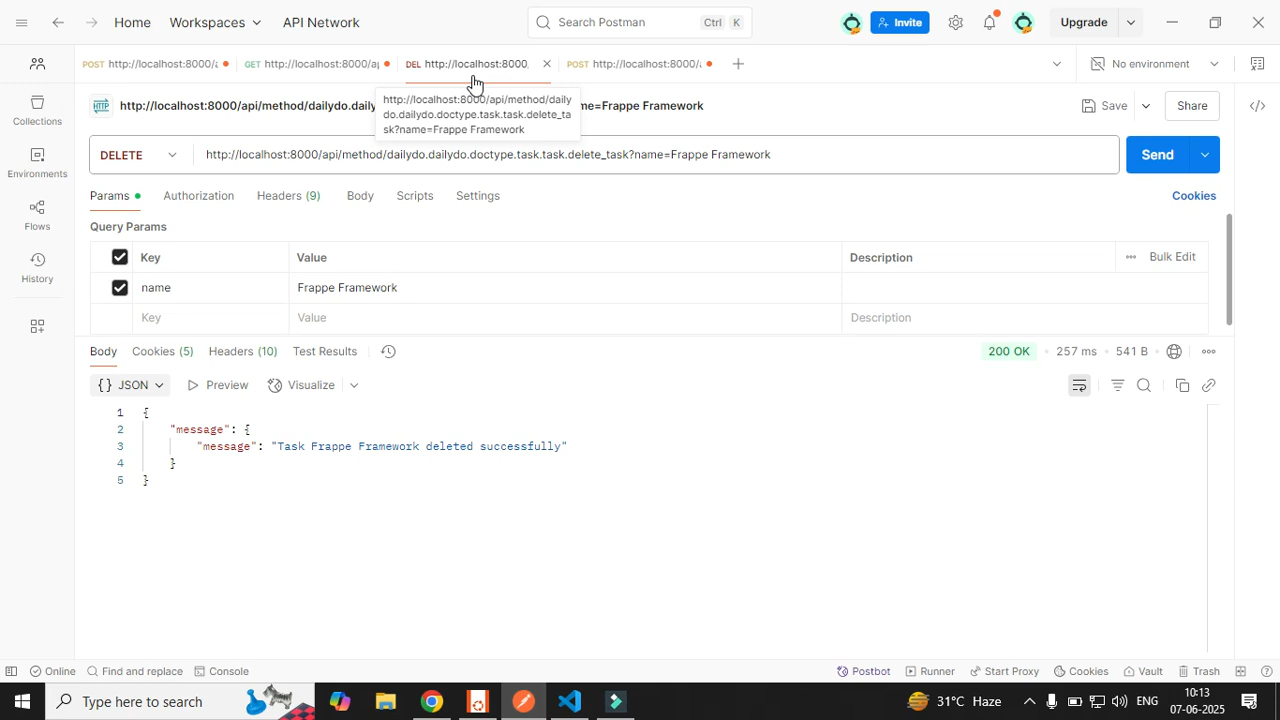 Home Workspaces API Network Search Postman Ctrl K Invite Upgrade
POST http://localhost:8000/a GET http://localhost:8000/ap DEL http://localhost:8000, POST http://localhost:8000/a No environment
http://localhost:8000/api/method/dailydo.daily name=Frappe Framework Save Share
http://localhost:8000/api/method/daily
do.dailydo.doctype.task.task.delete_ta
sk?name=Frappe Framework
Collections
Environments
Flows
History
DELETE http://localhost:8000/api/method/dailydo.dailydo.doctype.task.task.delete_task?name=Frappe Framework Send
Params Authorization Headers (9) Body Scripts Settings Cookies
Query Params
Key Value Description Bulk Edit
name Frappe Framework
Key Value Description
Body Cookies (5) Headers (10) Test Results 200 OK 257 ms 541 B
{} JSON Preview Visualize
1 {
2 "message": {
3 "message": "Task Frappe Framework deleted successfully"
4 }
5 }
Online Find and replace Console Postbot Runner Start Proxy Cookies Vault Trash
Type here to search 31°C Haze ENG 10:13 07-06-2025